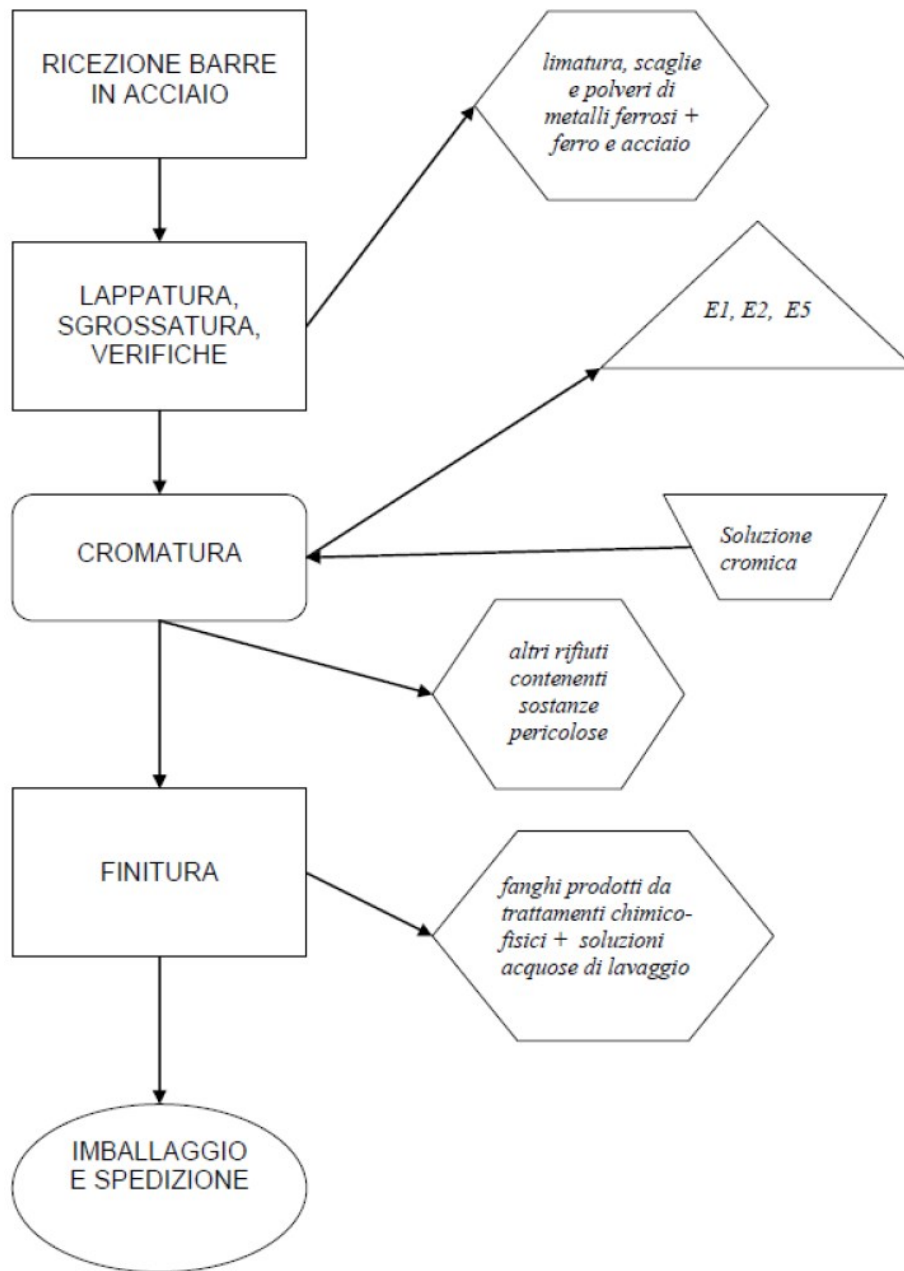 RICEZIONE BARRE
IN ACCIAIO
limatura, scaglie
e polveri di
metalli ferrosi +
ferro e acciaio
LAPPATURA,
SGROSSATURA,
VERIFICHE
E1, E2, E5
CROMATURA
Soluzione
cromica
altri rifiuti
contenenti
sostanze
pericolose
FINITURA
fanghi prodotti da
trattamenti chimico-
fisici + soluzioni
acquose di lavaggio
IMBALLAGGIO
E SPEDIZIONE